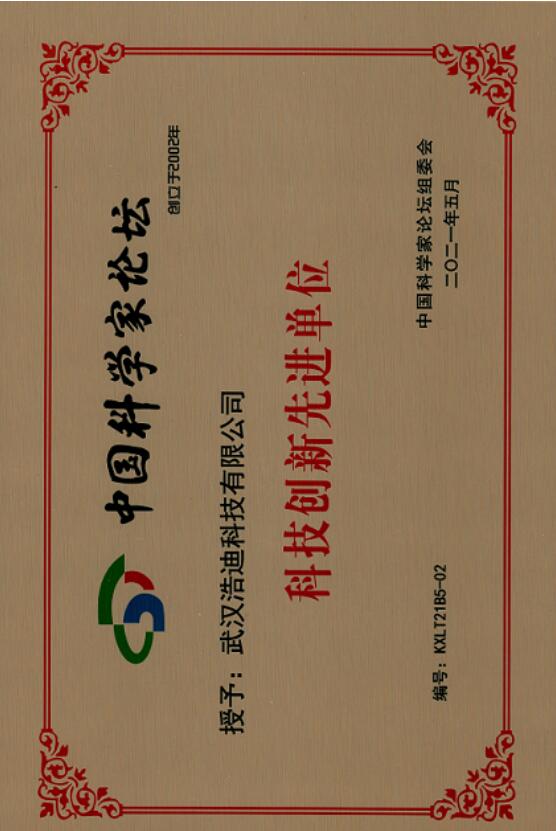 中国科学家论坛
创立于2002年
授予：武汉浩迪科技有限公司
科技创新先进单位
编号：KXLT21B5-02
中国科学家论坛组委会
二〇二一年五月